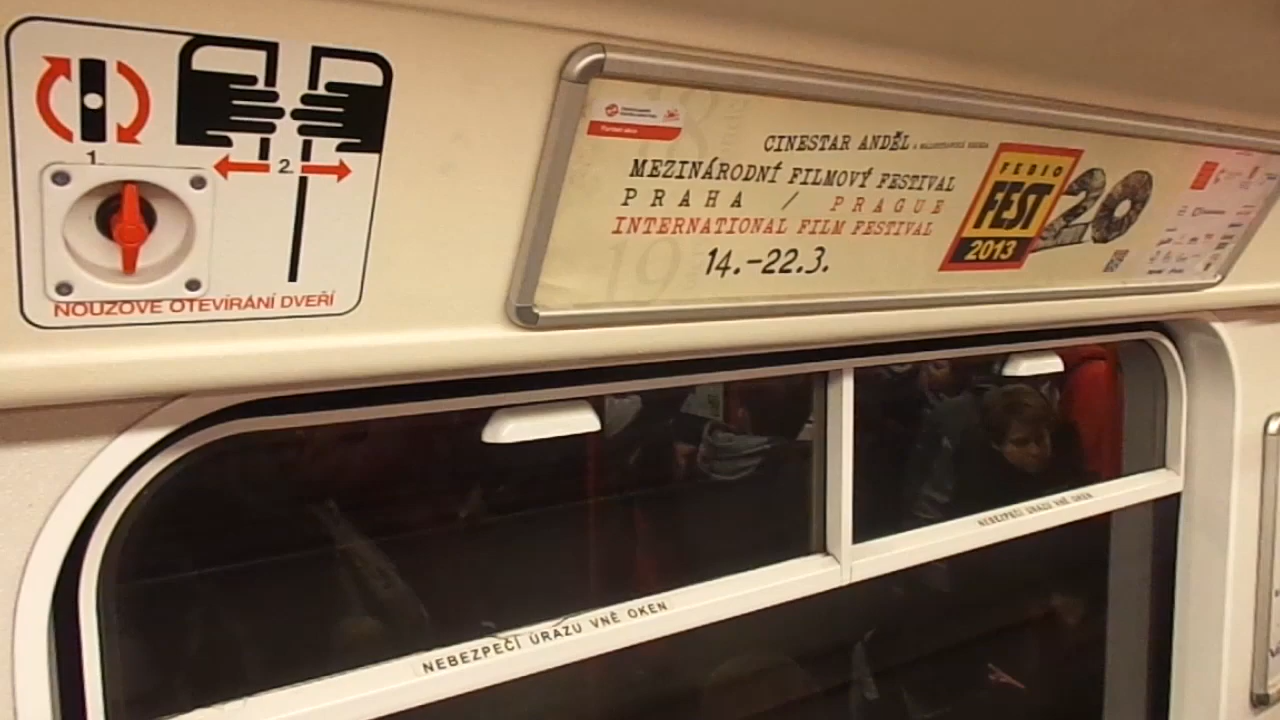 1.
2.
NOUZOVÉ OTEVÍRÁNÍ DVEŘÍ
CINESTAR ANDĚL
MEZINÁRODNÍ FILMOVÝ FESTIVAL
PRAHA / PRAGUE
INTERNATIONAL FILM FESTIVAL
14.-22.3.
FEBIO
FEST
2013
20
NEBEZPEČÍ ÚRAZU VNĚ OKEN
NEBEZPEČÍ ÚRAZU VNĚ OKEN